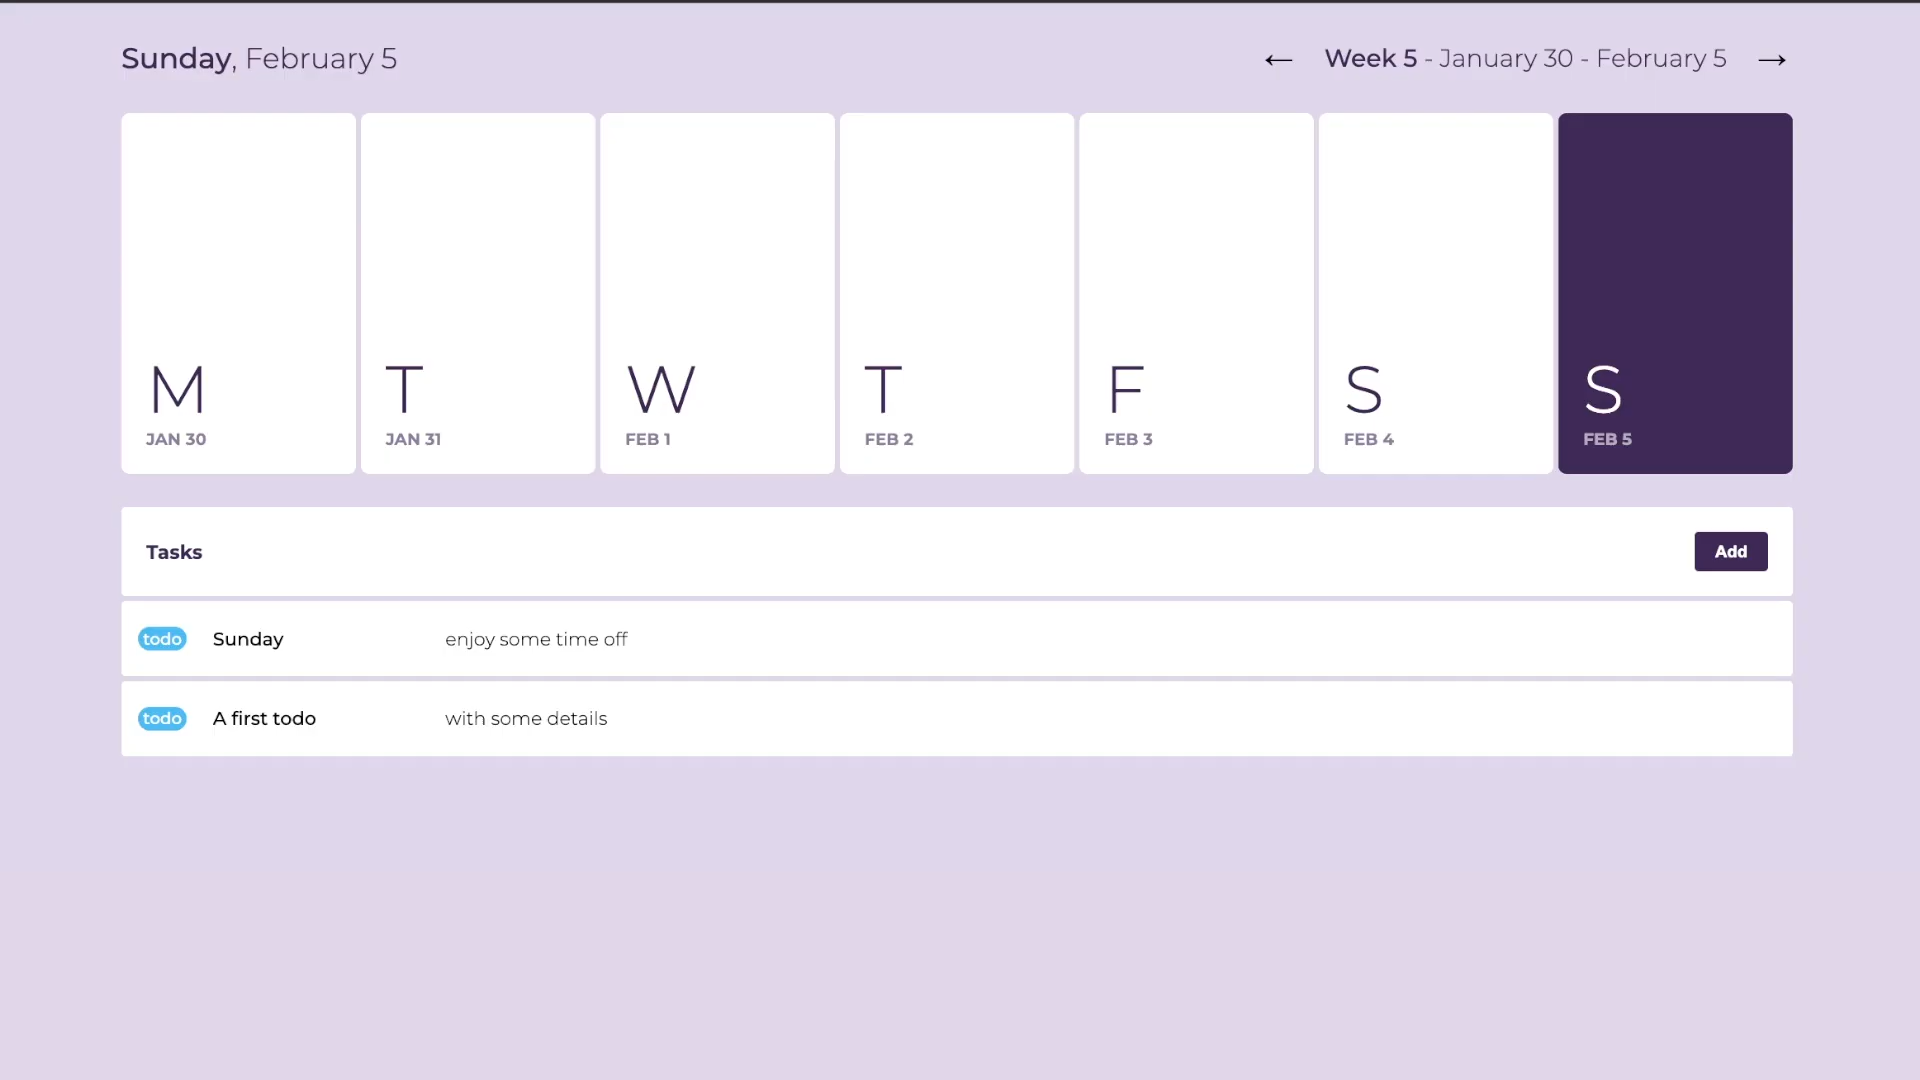 Sunday, February 5
← Week 5 - January 30 - February 5 →
M
JAN 30
T
JAN 31
W
FEB 1
T
FEB 2
F
FEB 3
S
FEB 4
S
FEB 5
Tasks
Add
todo Sunday enjoy some time off
todo A first todo with some details